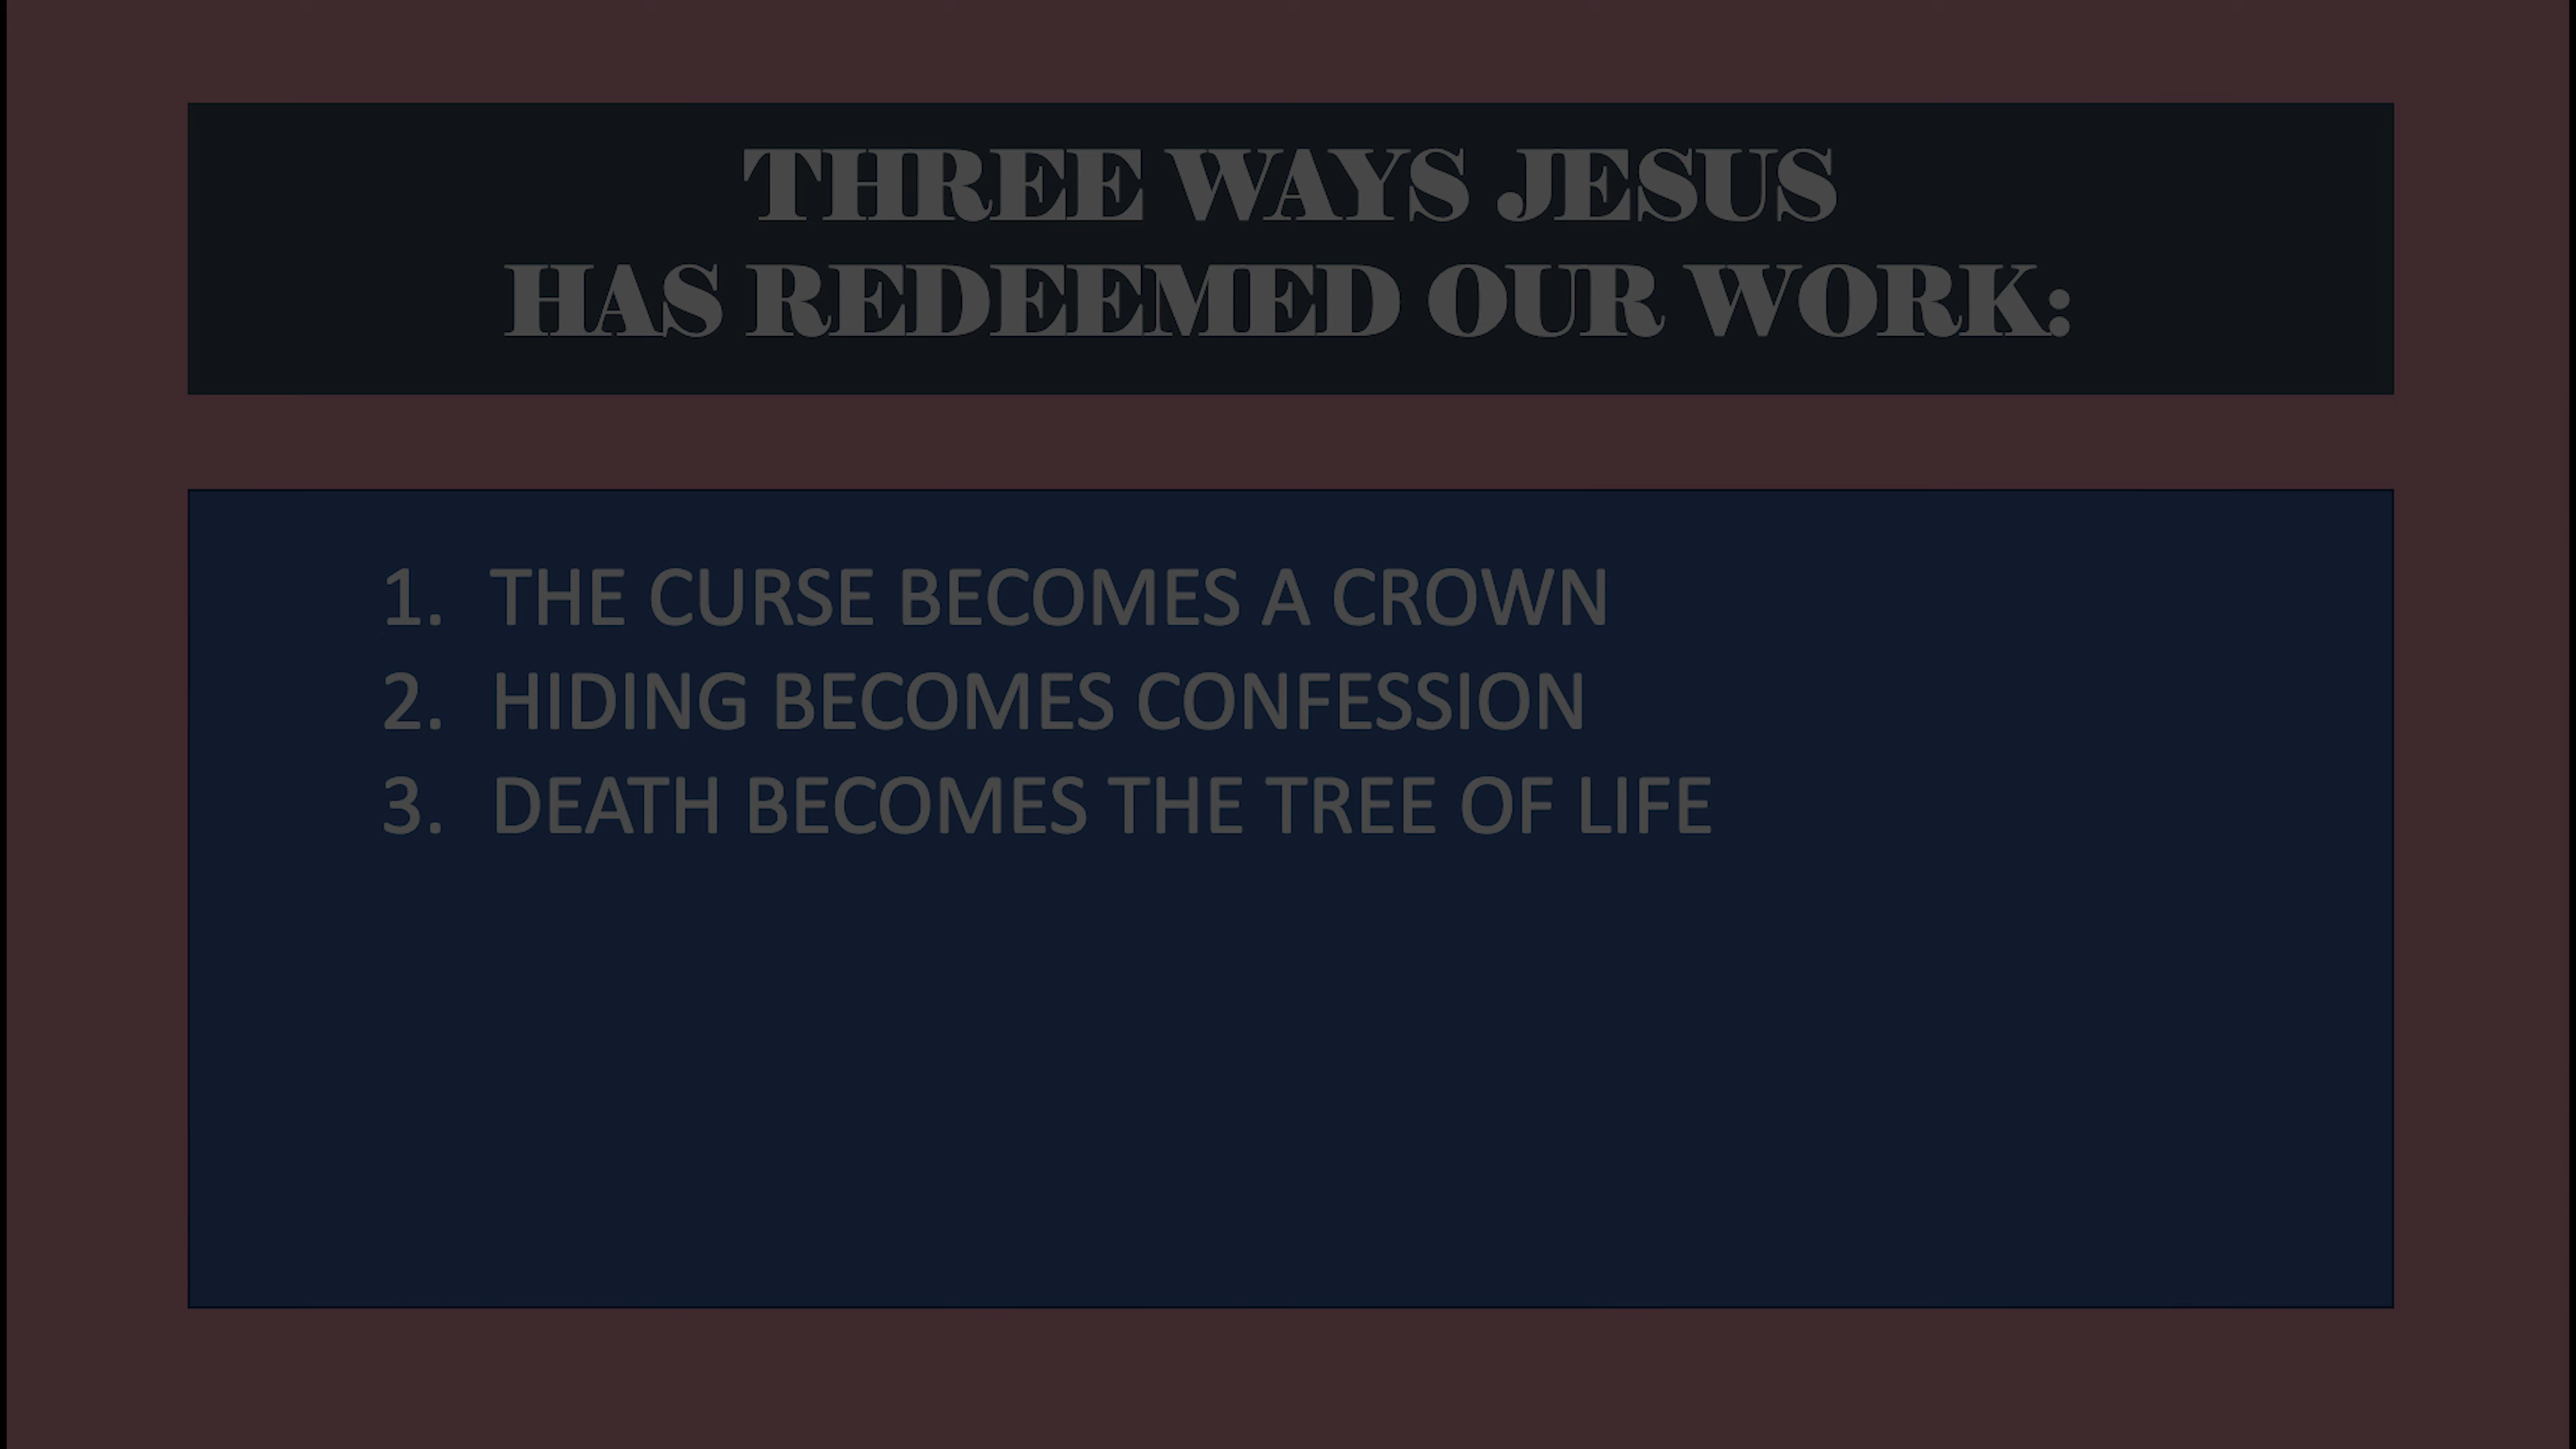 THREE WAYS JESUS
HAS REDEEMED OUR WORK:
1. THE CURSE BECOMES A CROWN
2. HIDING BECOMES CONFESSION
3. DEATH BECOMES THE TREE OF LIFE